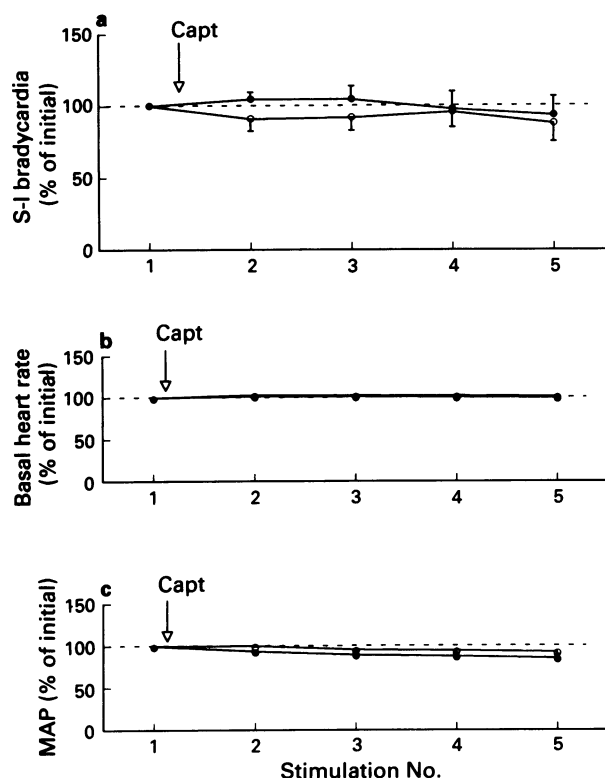 a
Capt
S-I bradycardia
(% of initial)
150
100
50
0
1 2 3 4 5
b
Capt
Basal heart rate
(% of initial)
150
100
50
0
1 2 3 4 5
c
Capt
MAP (% of initial)
150
100
50
0
1 2 3 4 5
Stimulation No.